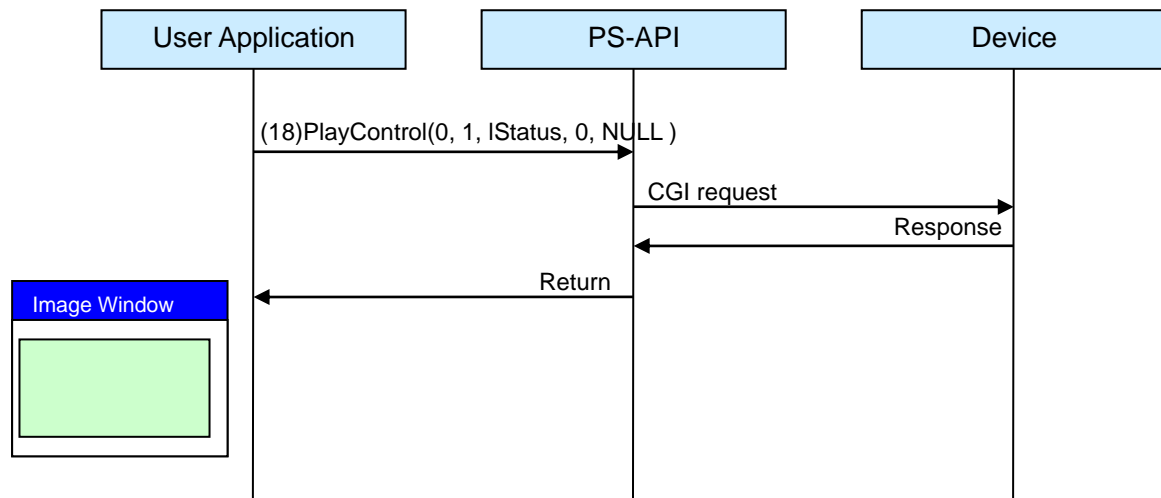 User Application
PS-API
Device
(18)PlayControl(0, 1, lStatus, 0, NULL )
CGI request
Response
Return
Image Window